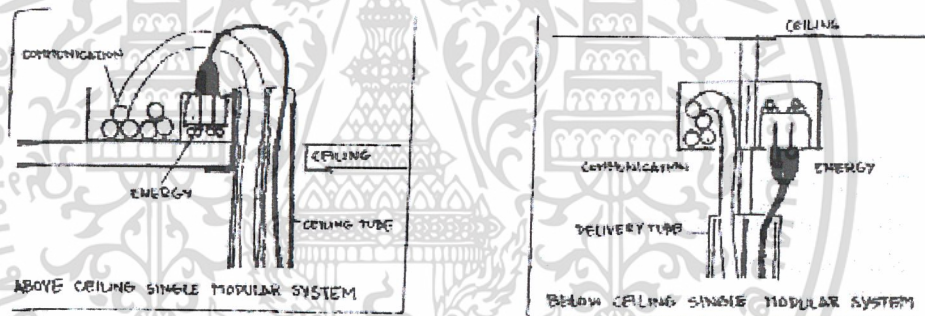 COMMUNICATION
ENERGY
CEILING
CEILING TUBE
ABOVE CEILING SINGLE MODULAR SYSTEM
CEILING
COMMUNICATION
ENERGY
DELIVERY TUBE
BELOW CEILING SINGLE MODULAR SYSTEM